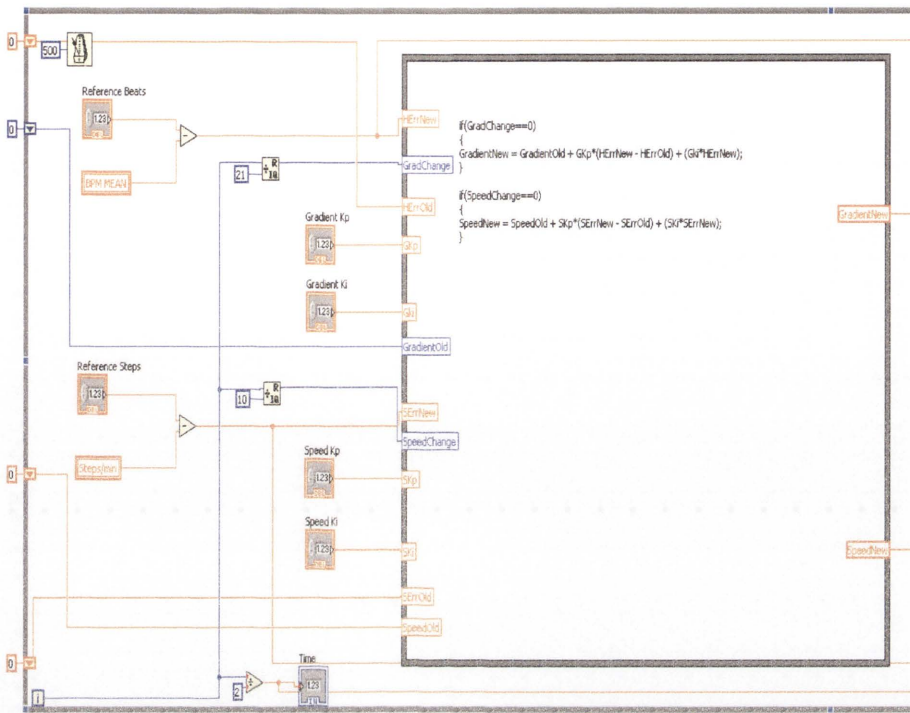 0
500
Reference Beats
1.23
0
BPM MEAN
21
R
IQ
HErrNew
GradChange
HErrOld
GKp
Gki
GradientOld
if(GradChange==0)
{
GradientNew = GradientOld + GKp*(HErrNew - HErrOld) + (Gki*HErrNew);
}
if(SpeedChange==0)
{
SpeedNew = SpeedOld + SKp*(SErrNew - SErrOld) + (SKi*SErrNew);
}
GradientNew
Gradient Kp
1.23
Gradient Ki
1.23
Reference Steps
1.23
10
R
IQ
SErrNew
SpeedChange
Steps/min
Speed Kp
1.23
SKp
0
Speed Ki
1.23
SKi
SpeedNew
SErrOld
SpeedOld
0
Time
1.23
i
2